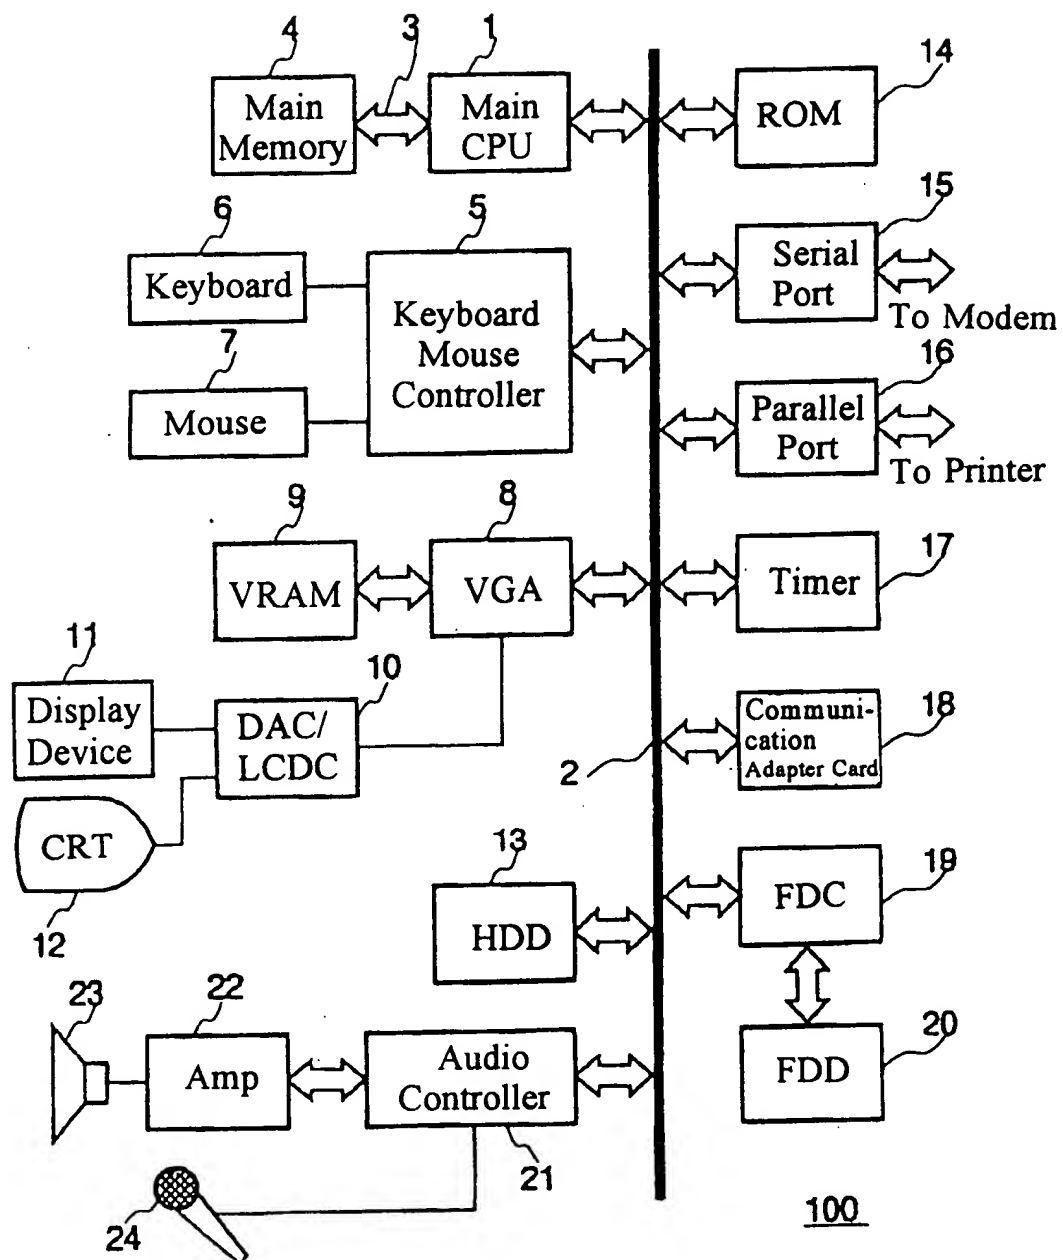 4
3
1
14
Main
Memory
Main
CPU
ROM
6
5
15
Keyboard
Keyboard
Mouse
Controller
Serial
Port
To Modem
7
16
Mouse
Parallel
Port
To Printer
9
8
17
VRAM
VGA
Timer
11
10
18
Display
Device
DAC/
LCDC
2
Communi-
cation
Adapter Card
CRT
12
13
19
HDD
FDC
23
22
20
Amp
Audio
Controller
FDD
21
24
100